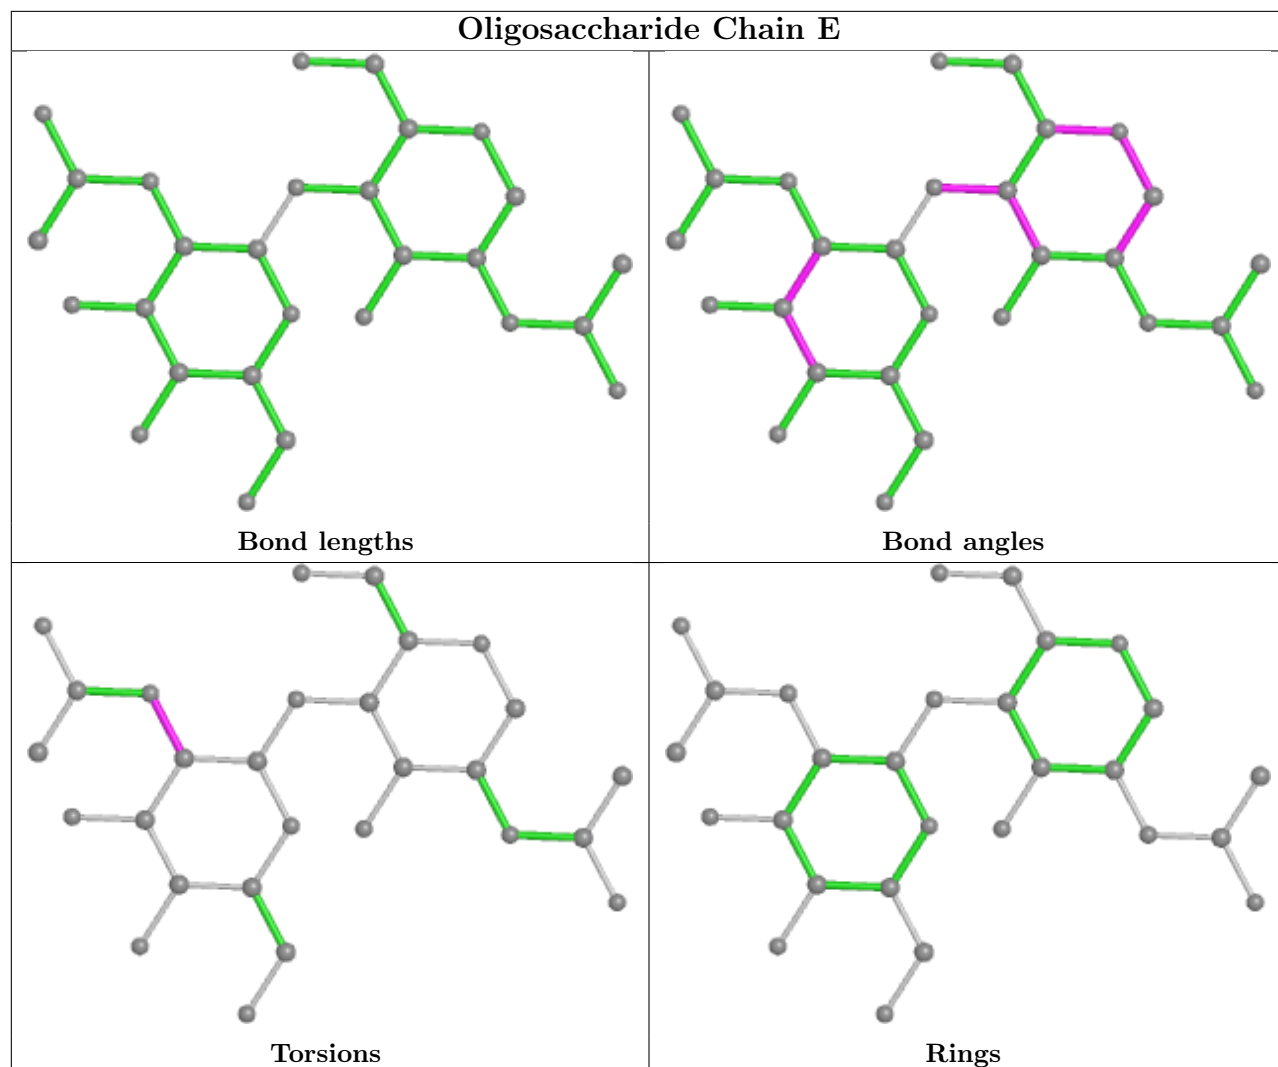 Oligosaccharide Chain E
Bond lengths
Bond angles
Torsions
Rings